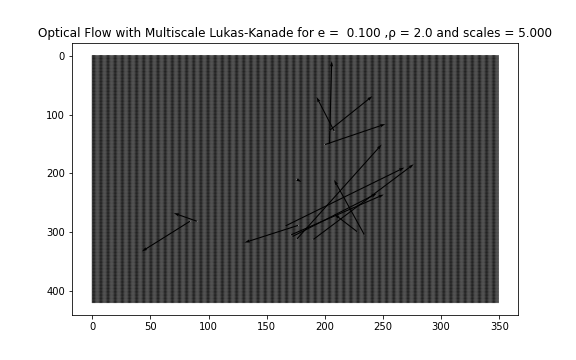 Optical Flow with Multiscale Lukas-Kanade for e =  0.100 ,ρ = 2.0 and scales = 5.000
0
100
200
300
400
0 50 100 150 200 250 300 350